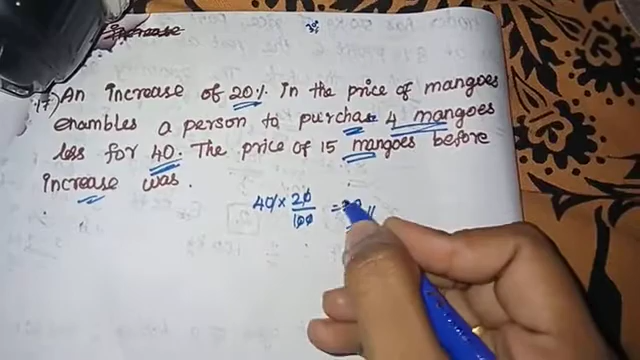 Increase
17) An increase of 20% In the price of mangoes
enambles a person to purchase 4 mangoes
less for 40. The price of 15 mangoes before
increase was.
40 × 20/100 =